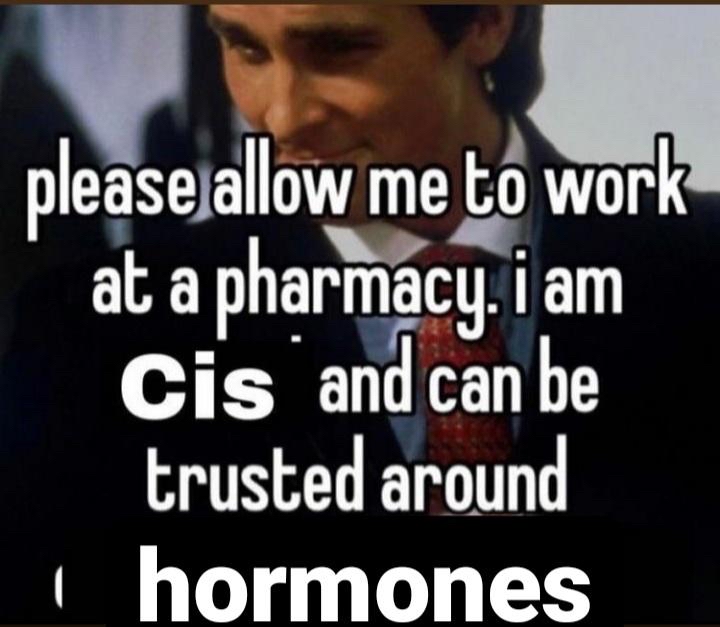 please allow me to work
at a pharmacy. i am
Cis and can be
trusted around
hormones